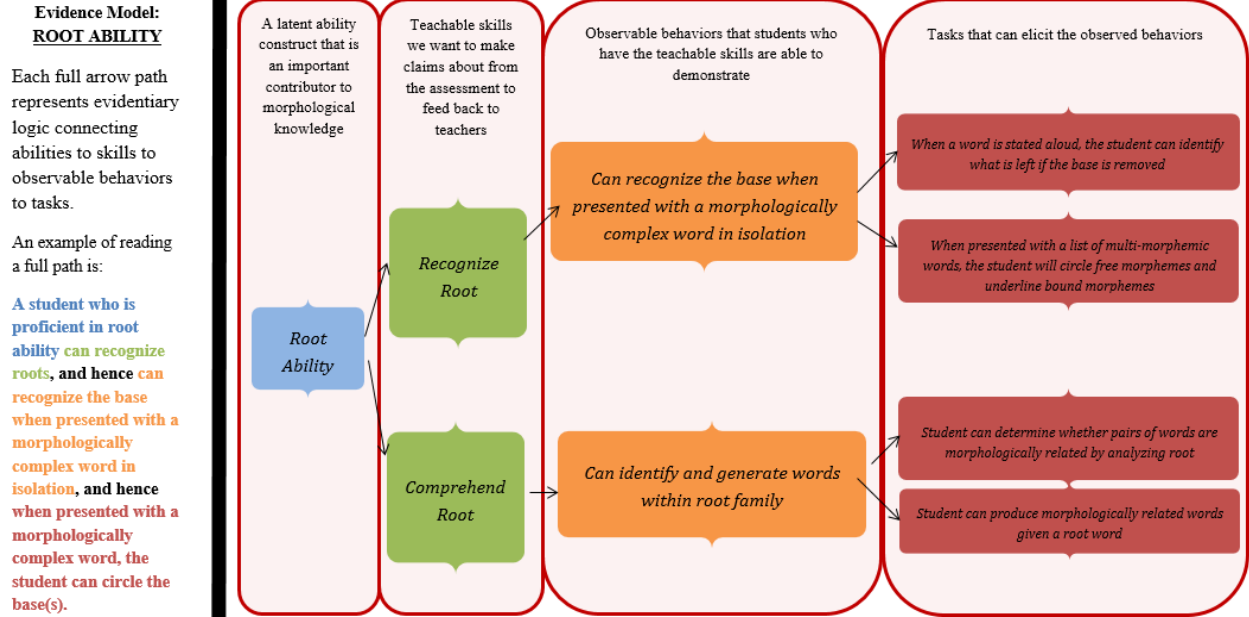 Evidence Model:
ROOT ABILITY
Each full arrow path
represents evidentiary
logic connecting
abilities to skills to
observable behaviors
to tasks.
An example of reading
a full path is:
A student who is
proficient in root
ability can recognize
roots, and hence can
recognize the base
when presented with a
morphologically
complex word in
isolation, and hence
when presented with a
morphologically
complex word, the
student can circle the
base(s).
A latent ability
construct that is
an important
contributor to
morphological
knowledge
Root
Ability
Teachable skills
we want to make
claims about from
the assessment to
feed back to
teachers
Recognize
Root
Comprehend
Root
Observable behaviors that students who
have the teachable skills are able to
demonstrate
Can recognize the base when
presented with a morphologically
complex word in isolation
Can identify and generate words
within root family
Tasks that can elicit the observed behaviors
When a word is stated aloud, the student can identify
what is left if the base is removed
When presented with a list of multi-morphemic
words, the student will circle free morphemes and
underline bound morphemes
Student can determine whether pairs of words are
morphologically related by analyzing root
Student can produce morphologically related words
given a root word